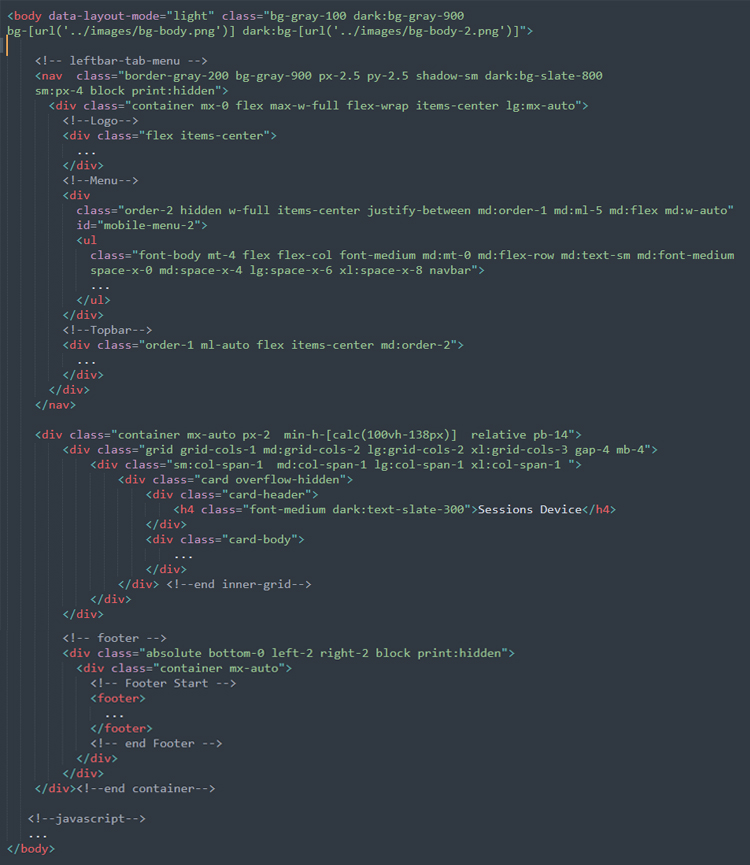 <body data-layout-mode="light" class="bg-gray-100 dark:bg-gray-900
bg-[url('../images/bg-body.png')] dark:bg-[url('../images/bg-body-2.png')]">
<!-- leftbar-tab-menu -->
<nav  class="border-gray-200 bg-gray-900 px-2.5 py-2.5 shadow-sm dark:bg-slate-800
sm:px-4 block print:hidden">
<div class="container mx-0 flex max-w-full flex-wrap items-center lg:mx-auto">
<!--Logo-->
<div class="flex items-center">
...
</div>
<!--Menu-->
<div
class="order-2 hidden w-full items-center justify-between md:order-1 md:ml-5 md:flex md:w-auto"
id="mobile-menu-2">
<ul
class="font-body mt-4 flex flex-col font-medium md:mt-0 md:flex-row md:text-sm md:font-medium
space-x-0 md:space-x-4 lg:space-x-6 xl:space-x-8 navbar">
...
</ul>
</div>
<!--Topbar-->
<div class="order-1 ml-auto flex items-center md:order-2">
...
</div>
</div>
</nav>
<div class="container mx-auto px-2  min-h-[calc(100vh-138px)]  relative pb-14">
<div class="grid grid-cols-1 md:grid-cols-2 lg:grid-cols-2 xl:grid-cols-3 gap-4 mb-4">
<div class="sm:col-span-1  md:col-span-1 lg:col-span-1 xl:col-span-1 ">
<div class="card overflow-hidden">
<div class="card-header">
<h4 class="font-medium dark:text-slate-300">Sessions Device</h4>
</div>
<div class="card-body">
...
</div>
</div> <!--end inner-grid-->
</div>
</div>
<!-- footer -->
<div class="absolute bottom-0 left-2 right-2 block print:hidden">
<div class="container mx-auto">
<!-- Footer Start -->
<footer>
...
</footer>
<!-- end Footer -->
</div>
</div>
</div><!--end container-->
<!--javascript-->
...
</body>